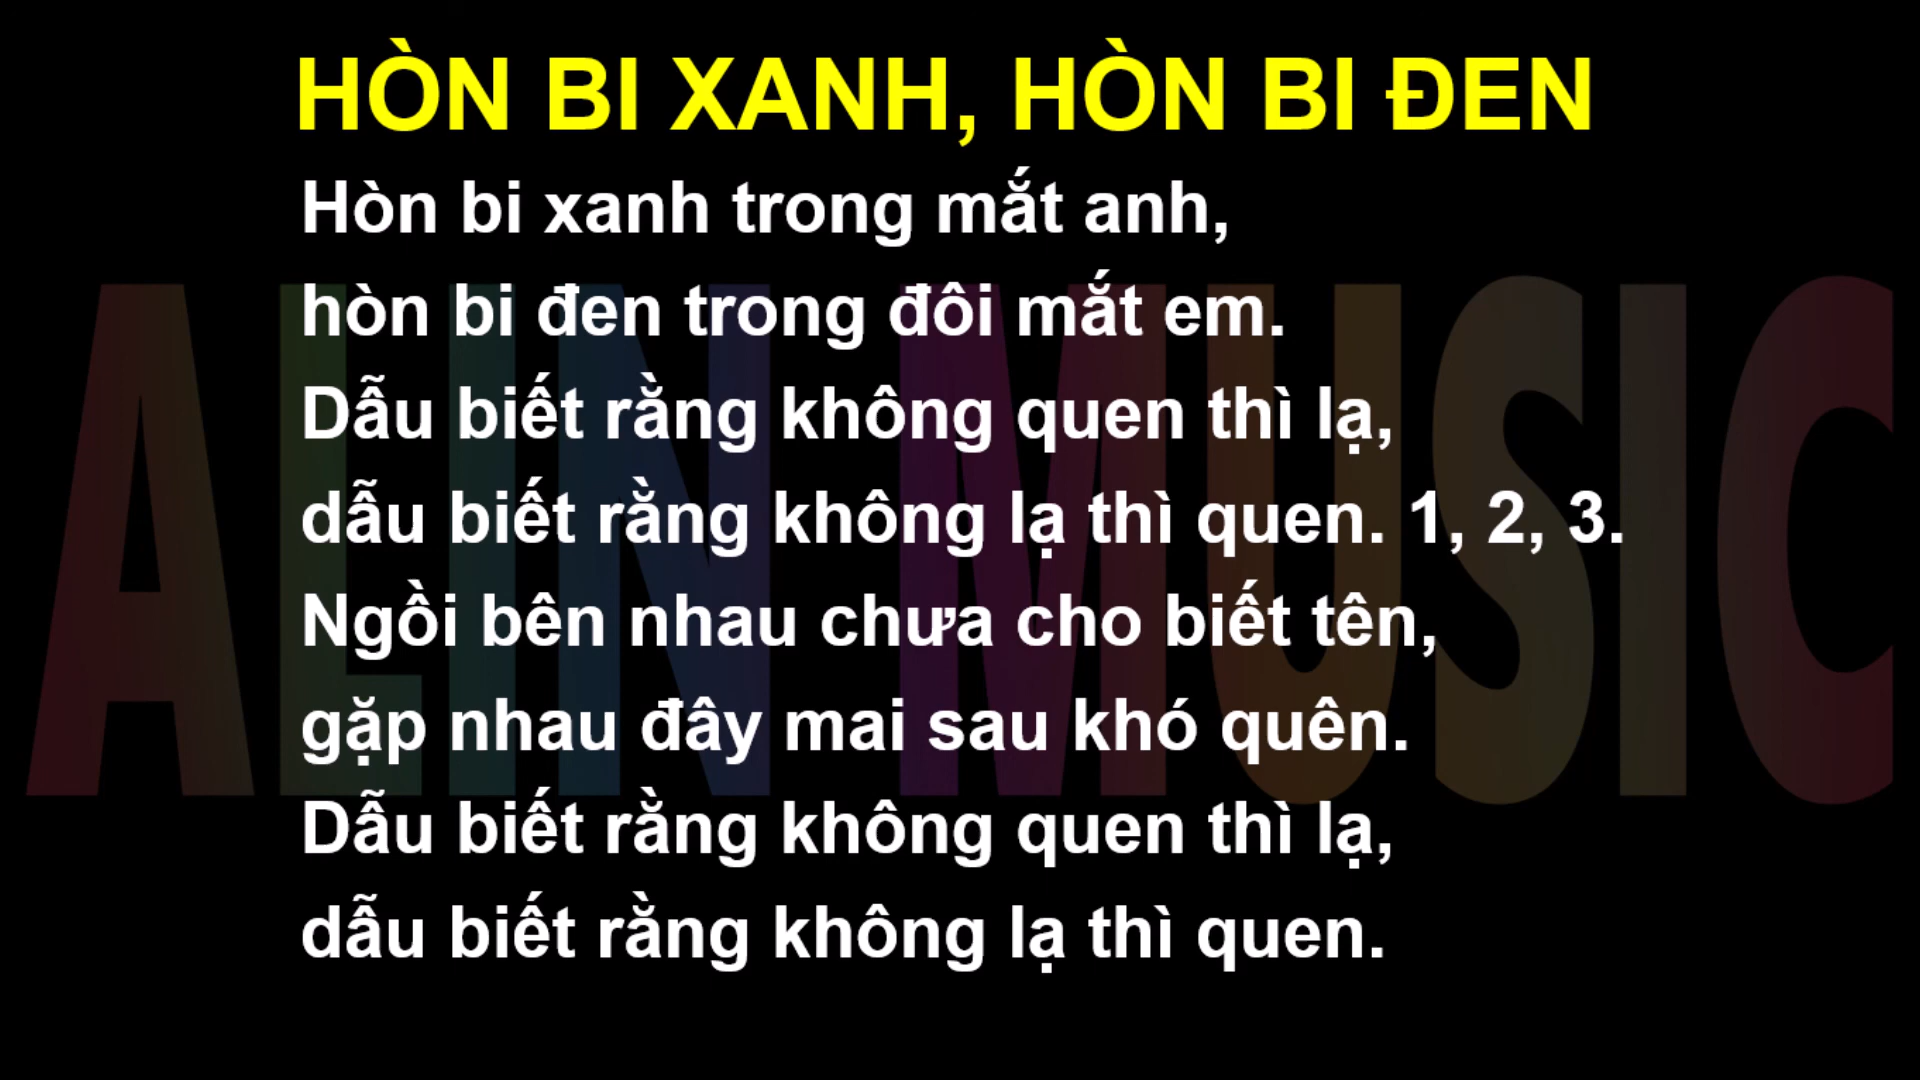 HÒN BI XANH, HÒN BI ĐEN
Hòn bi xanh trong mắt anh,
hòn bi đen trong đôi mắt em.
Dẫu biết rằng không quen thì lạ,
dẫu biết rằng không lạ thì quen. 1, 2, 3.
Ngồi bên nhau chưa cho biết tên,
gặp nhau đây mai sau khó quên.
Dẫu biết rằng không quen thì lạ,
dẫu biết rằng không lạ thì quen.
ALIN MUSIC